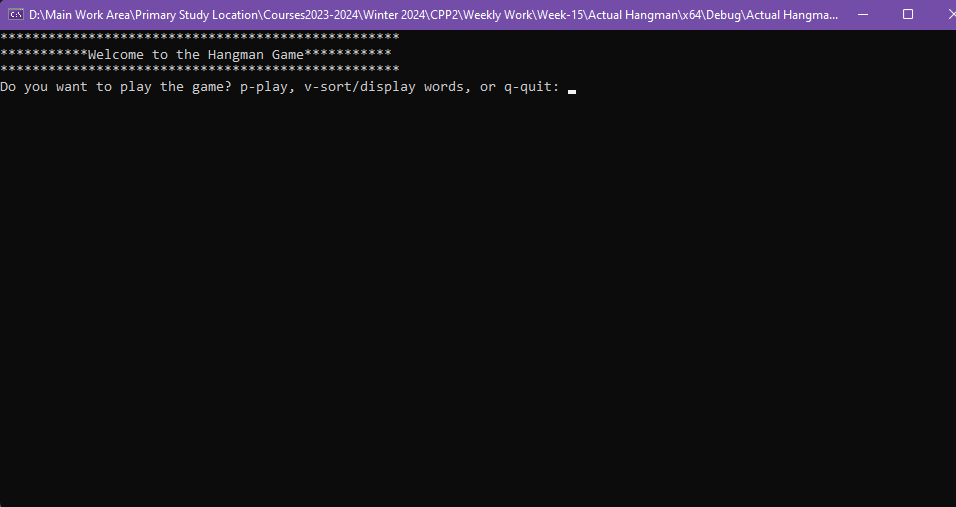 D:\Main Work Area\Primary Study Location\Courses2023-2024\Winter 2024\CPP2\Weekly Work\Week-15\Actual Hangman\x64\Debug\Actual Hangma...
**************************************************
***********Welcome to the Hangman Game***********
**************************************************
Do you want to play the game? p-play, v-sort/display words, or q-quit: